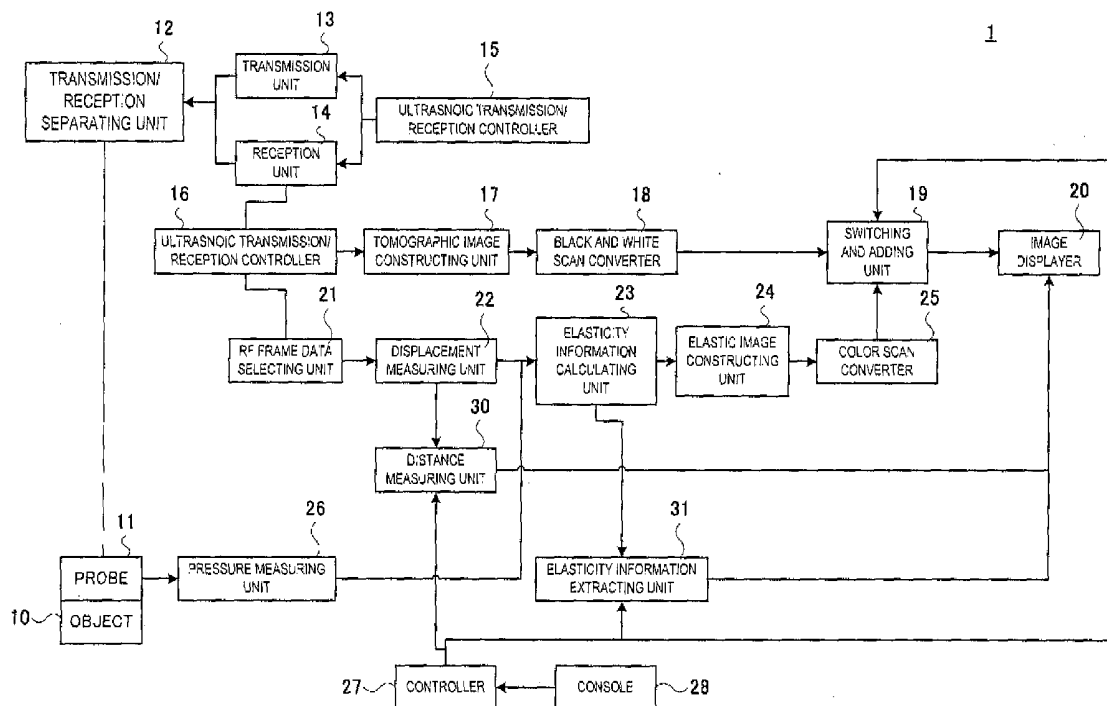 1
12
TRANSMISSION/
RECEPTION
SEPARATING UNIT
13
TRANSMISSION
UNIT
14
RECEPTION
UNIT
15
ULTRASNOIC TRANSMISSION/
RECEPTION CONTROLLER
16
ULTRASNOIC TRANSMISSION/
RECEPTION CONTROLLER
17
TOMOGRAPHIC IMAGE
CONSTRUCTING UNIT
18
BLACK AND WHITE
SCAN CONVERTER
19
SWITCHING
AND ADDING
UNIT
20
IMAGE
DISPLAYER
21
RF FRAME DATA
SELECTING UNIT
22
DISPLACEMENT
MEASURING UNIT
23
ELASTICITY
INFORMATION
CALCULATING
UNIT
24
ELASTIC IMAGE
CONSTRUCTING
UNIT
25
COLOR SCAN
CONVERTER
30
DISTANCE
MEASURING UNIT
11
PROBE
10
OBJECT
26
PRESSURE MEASURING
UNIT
31
ELASTICITY INFORMATION
EXTRACTING UNIT
27
CONTROLLER
CONSOLE
28